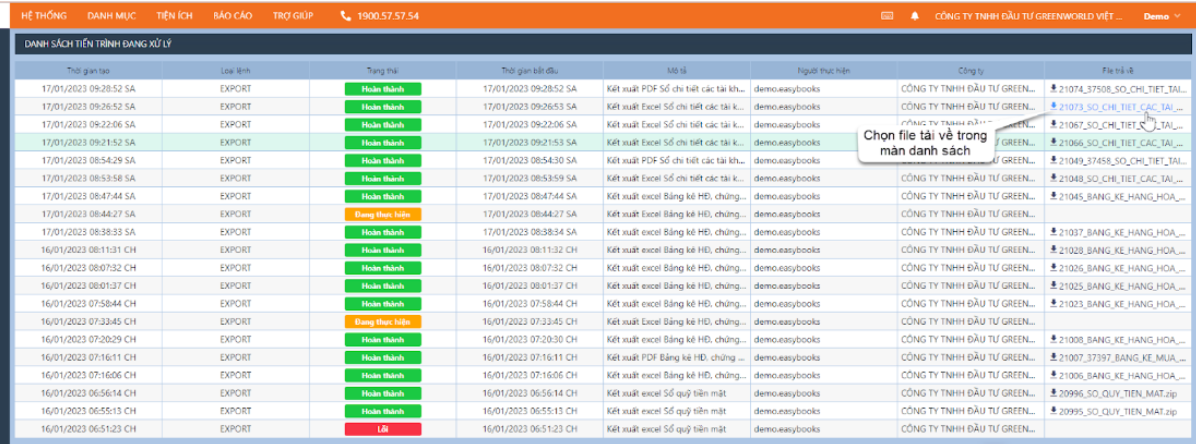 HỆ THỐNG DANH MỤC TIỆN ÍCH BÁO CÁO TRỢ GIÚP 1900.57.57.54 CÔNG TY TNHH ĐẦU TƯ GREENWORLD VIỆT ... Demo
DANH SÁCH TIẾN TRÌNH ĐANG XỬ LÝ
Thời gian tạo Loại lệnh Trạng thái Thời gian bắt đầu Mô tả Người thực hiện Công ty File trả về
17/01/2023 09:28:52 SA EXPORT Hoàn thành 17/01/2023 09:28:52 SA Kết xuất PDF Sổ chi tiết các tài kh... demo.easybooks CÔNG TY TNHH ĐẦU TƯ GREEN... 21074_37508_SO_CHI_TIET_TAI...
17/01/2023 09:26:52 SA EXPORT Hoàn thành 17/01/2023 09:26:53 SA Kết xuất Excel Sổ chi tiết các tài k... demo.easybooks CÔNG TY TNHH ĐẦU TƯ GREEN... 21073_SO_CHI_TIET_CAC_TAI_...
17/01/2023 09:22:06 SA EXPORT Hoàn thành 17/01/2023 09:22:06 SA Kết xuất Excel Sổ chi tiết các tài k... demo.easybooks CÔNG TY TNHH ĐẦU TƯ GREEN... 21067_SO_CHI_TIET_CAC_TAI_...
Chọn file tải về trong
màn danh sách
17/01/2023 09:21:52 SA EXPORT Hoàn thành 17/01/2023 09:21:53 SA Kết xuất Excel Sổ chi tiết các tài k... demo.easybooks GREEN... 21066_SO_CHI_TIET_CAC_TAI_...
17/01/2023 08:54:29 SA EXPORT Hoàn thành 17/01/2023 08:54:30 SA Kết xuất PDF Sổ chi tiết các tài kh... demo.easybooks GREEN... 21049_37458_SO_CHI_TIET_TAI...
17/01/2023 08:53:58 SA EXPORT Hoàn thành 17/01/2023 08:53:59 SA Kết xuất Excel Sổ chi tiết các tài k... demo.easybooks CÔNG TY TNHH ĐẦU TƯ GREEN... 21048_SO_CHI_TIET_CAC_TAI_...
17/01/2023 08:47:44 SA EXPORT Hoàn thành 17/01/2023 08:47:44 SA Kết xuất excel Bảng kê HĐ, chứng... demo.easybooks CÔNG TY TNHH ĐẦU TƯ GREEN... 21045_BANG_KE_HANG_HOA_...
17/01/2023 08:44:27 SA EXPORT Đang thực hiện 17/01/2023 08:44:27 SA Kết xuất excel Bảng kê HĐ, chứng... demo.easybooks CÔNG TY TNHH ĐẦU TƯ GREEN...
17/01/2023 08:38:33 SA EXPORT Hoàn thành 17/01/2023 08:38:34 SA Kết xuất excel Bảng kê HĐ, chứng... demo.easybooks CÔNG TY TNHH ĐẦU TƯ GREEN... 21037_BANG_KE_HANG_HOA_...
16/01/2023 08:11:31 CH EXPORT Hoàn thành 16/01/2023 08:11:32 CH Kết xuất excel Bảng kê HĐ, chứng... demo.easybooks CÔNG TY TNHH ĐẦU TƯ GREEN... 21028_BANG_KE_HANG_HOA_...
16/01/2023 08:07:32 CH EXPORT Hoàn thành 16/01/2023 08:07:32 CH Kết xuất excel Bảng kê HĐ, chứng... demo.easybooks CÔNG TY TNHH ĐẦU TƯ GREEN... 21026_BANG_KE_HANG_HOA_...
16/01/2023 08:01:37 CH EXPORT Hoàn thành 16/01/2023 08:01:37 CH Kết xuất excel Bảng kê HĐ, chứng... demo.easybooks CÔNG TY TNHH ĐẦU TƯ GREEN... 21025_BANG_KE_HANG_HOA_...
16/01/2023 07:58:44 CH EXPORT Hoàn thành 16/01/2023 07:58:44 CH Kết xuất excel Bảng kê HĐ, chứng... demo.easybooks CÔNG TY TNHH ĐẦU TƯ GREEN... 21023_BANG_KE_HANG_HOA_...
16/01/2023 07:33:45 CH EXPORT Đang thực hiện 16/01/2023 07:33:45 CH Kết xuất Excel Bảng kê HĐ, chứng... demo.easybooks CÔNG TY TNHH ĐẦU TƯ GREEN...
16/01/2023 07:20:29 CH EXPORT Hoàn thành 16/01/2023 07:20:30 CH Kết xuất excel Bảng kê HĐ, chứng... demo.easybooks CÔNG TY TNHH ĐẦU TƯ GREEN... 21008_BANG_KE_HANG_HOA_...
16/01/2023 07:16:11 CH EXPORT Hoàn thành 16/01/2023 07:16:11 CH Kết xuất PDF Bảng kê HĐ, chứng ... demo.easybooks CÔNG TY TNHH ĐẦU TƯ GREEN... 21007_37397_BANG_KE_MUA_...
16/01/2023 07:16:06 CH EXPORT Hoàn thành 16/01/2023 07:16:06 CH Kết xuất excel Bảng kê HĐ, chứng... demo.easybooks CÔNG TY TNHH ĐẦU TƯ GREEN... 21006_BANG_KE_HANG_HOA_...
16/01/2023 06:56:14 CH EXPORT Hoàn thành 16/01/2023 06:56:14 CH Kết xuất excel Sổ quỹ tiền mặt demo.easybooks CÔNG TY TNHH ĐẦU TƯ GREEN... 20996_SO_QUY_TIEN_MAT.zip
16/01/2023 06:55:13 CH EXPORT Hoàn thành 16/01/2023 06:55:13 CH Kết xuất excel Sổ quỹ tiền mặt demo.easybooks CÔNG TY TNHH ĐẦU TƯ GREEN... 20995_SO_QUY_TIEN_MAT.zip
16/01/2023 06:51:23 CH EXPORT Lỗi 16/01/2023 06:51:23 CH Kết xuất excel Sổ quỹ tiền mặt demo.easybooks CÔNG TY TNHH ĐẦU TƯ GREEN...